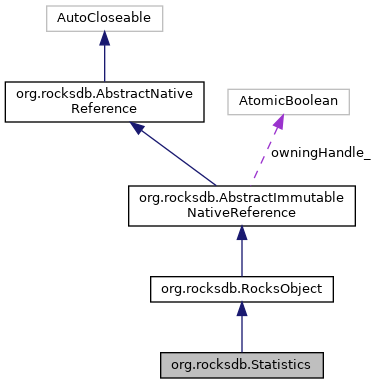 AutoCloseable
org.rocksdb.AbstractNative
Reference
AtomicBoolean
owningHandle_
org.rocksdb.AbstractImmutable
NativeReference
org.rocksdb.RocksObject
org.rocksdb.Statistics